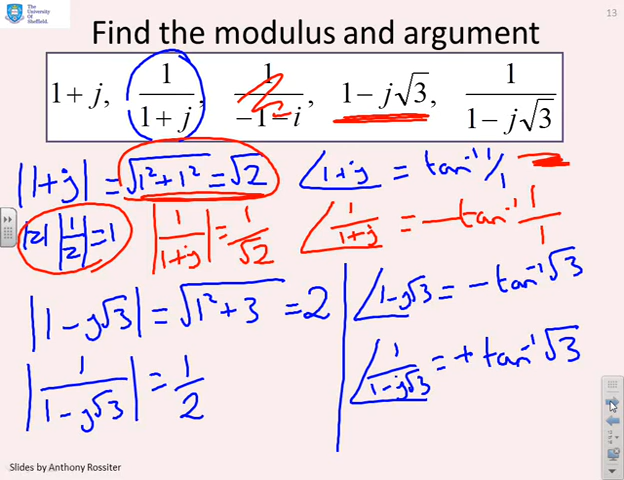 The University Of Sheffield.
13
Find the modulus and argument
1 + j, 1/(1 + j), 1/(-1 - i), 1 - j√3, 1/(1 - j√3)
|1+j| = √(1² + 1²) = √2   ∠1+j = tan⁻¹ 1/1
|z| |1/z| = 1   |1/(1+j)| = 1/√2   ∠1/(1+j) = -tan⁻¹ 1/1
|1-j√3| = √(1² + 3) = 2   ∠1-j√3 = -tan⁻¹ √3
|1/(1-j√3)| = 1/2   ∠1/(1-j√3) = +tan⁻¹ √3
Slides by Anthony Rossiter